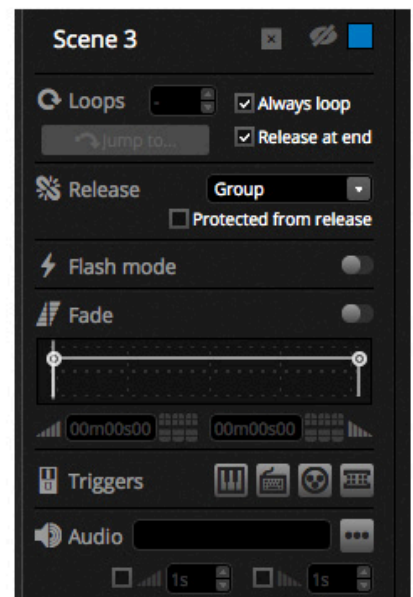 Scene 3
Loops - Always loop
Jump to... Release at end
Release Group
Protected from release
Flash mode
Fade
00m00s00 00m00s00
Triggers
Audio
1s 1s